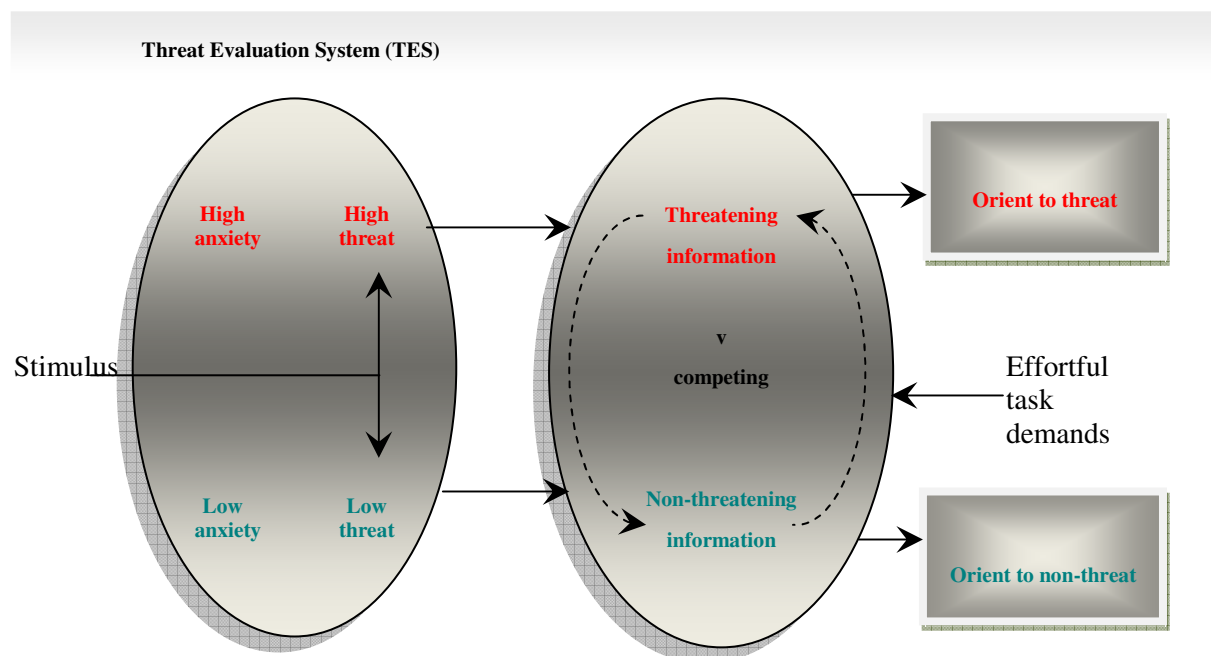 Threat Evaluation System (TES)
High
anxiety
High
threat
Threatening
information
Orient to threat
Stimulus
v
competing
Effortful
task
demands
Low
anxiety
Low
threat
Non-threatening
information
Orient to non-threat